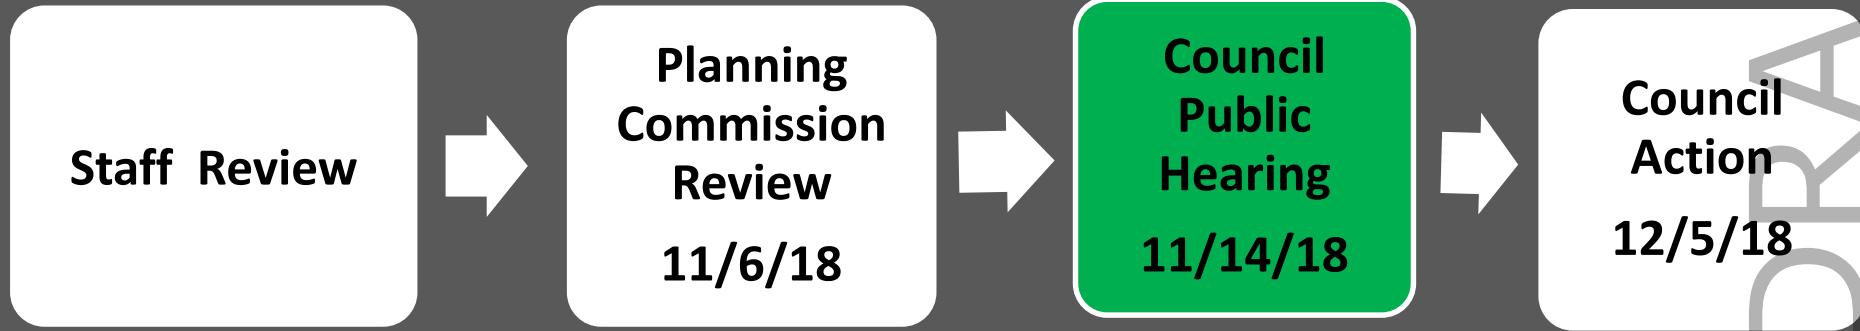 Staff  Review
Planning
Commission
Review
11/6/18
Council
Public
Hearing
11/14/18
Council
Action
12/5/18
DRA